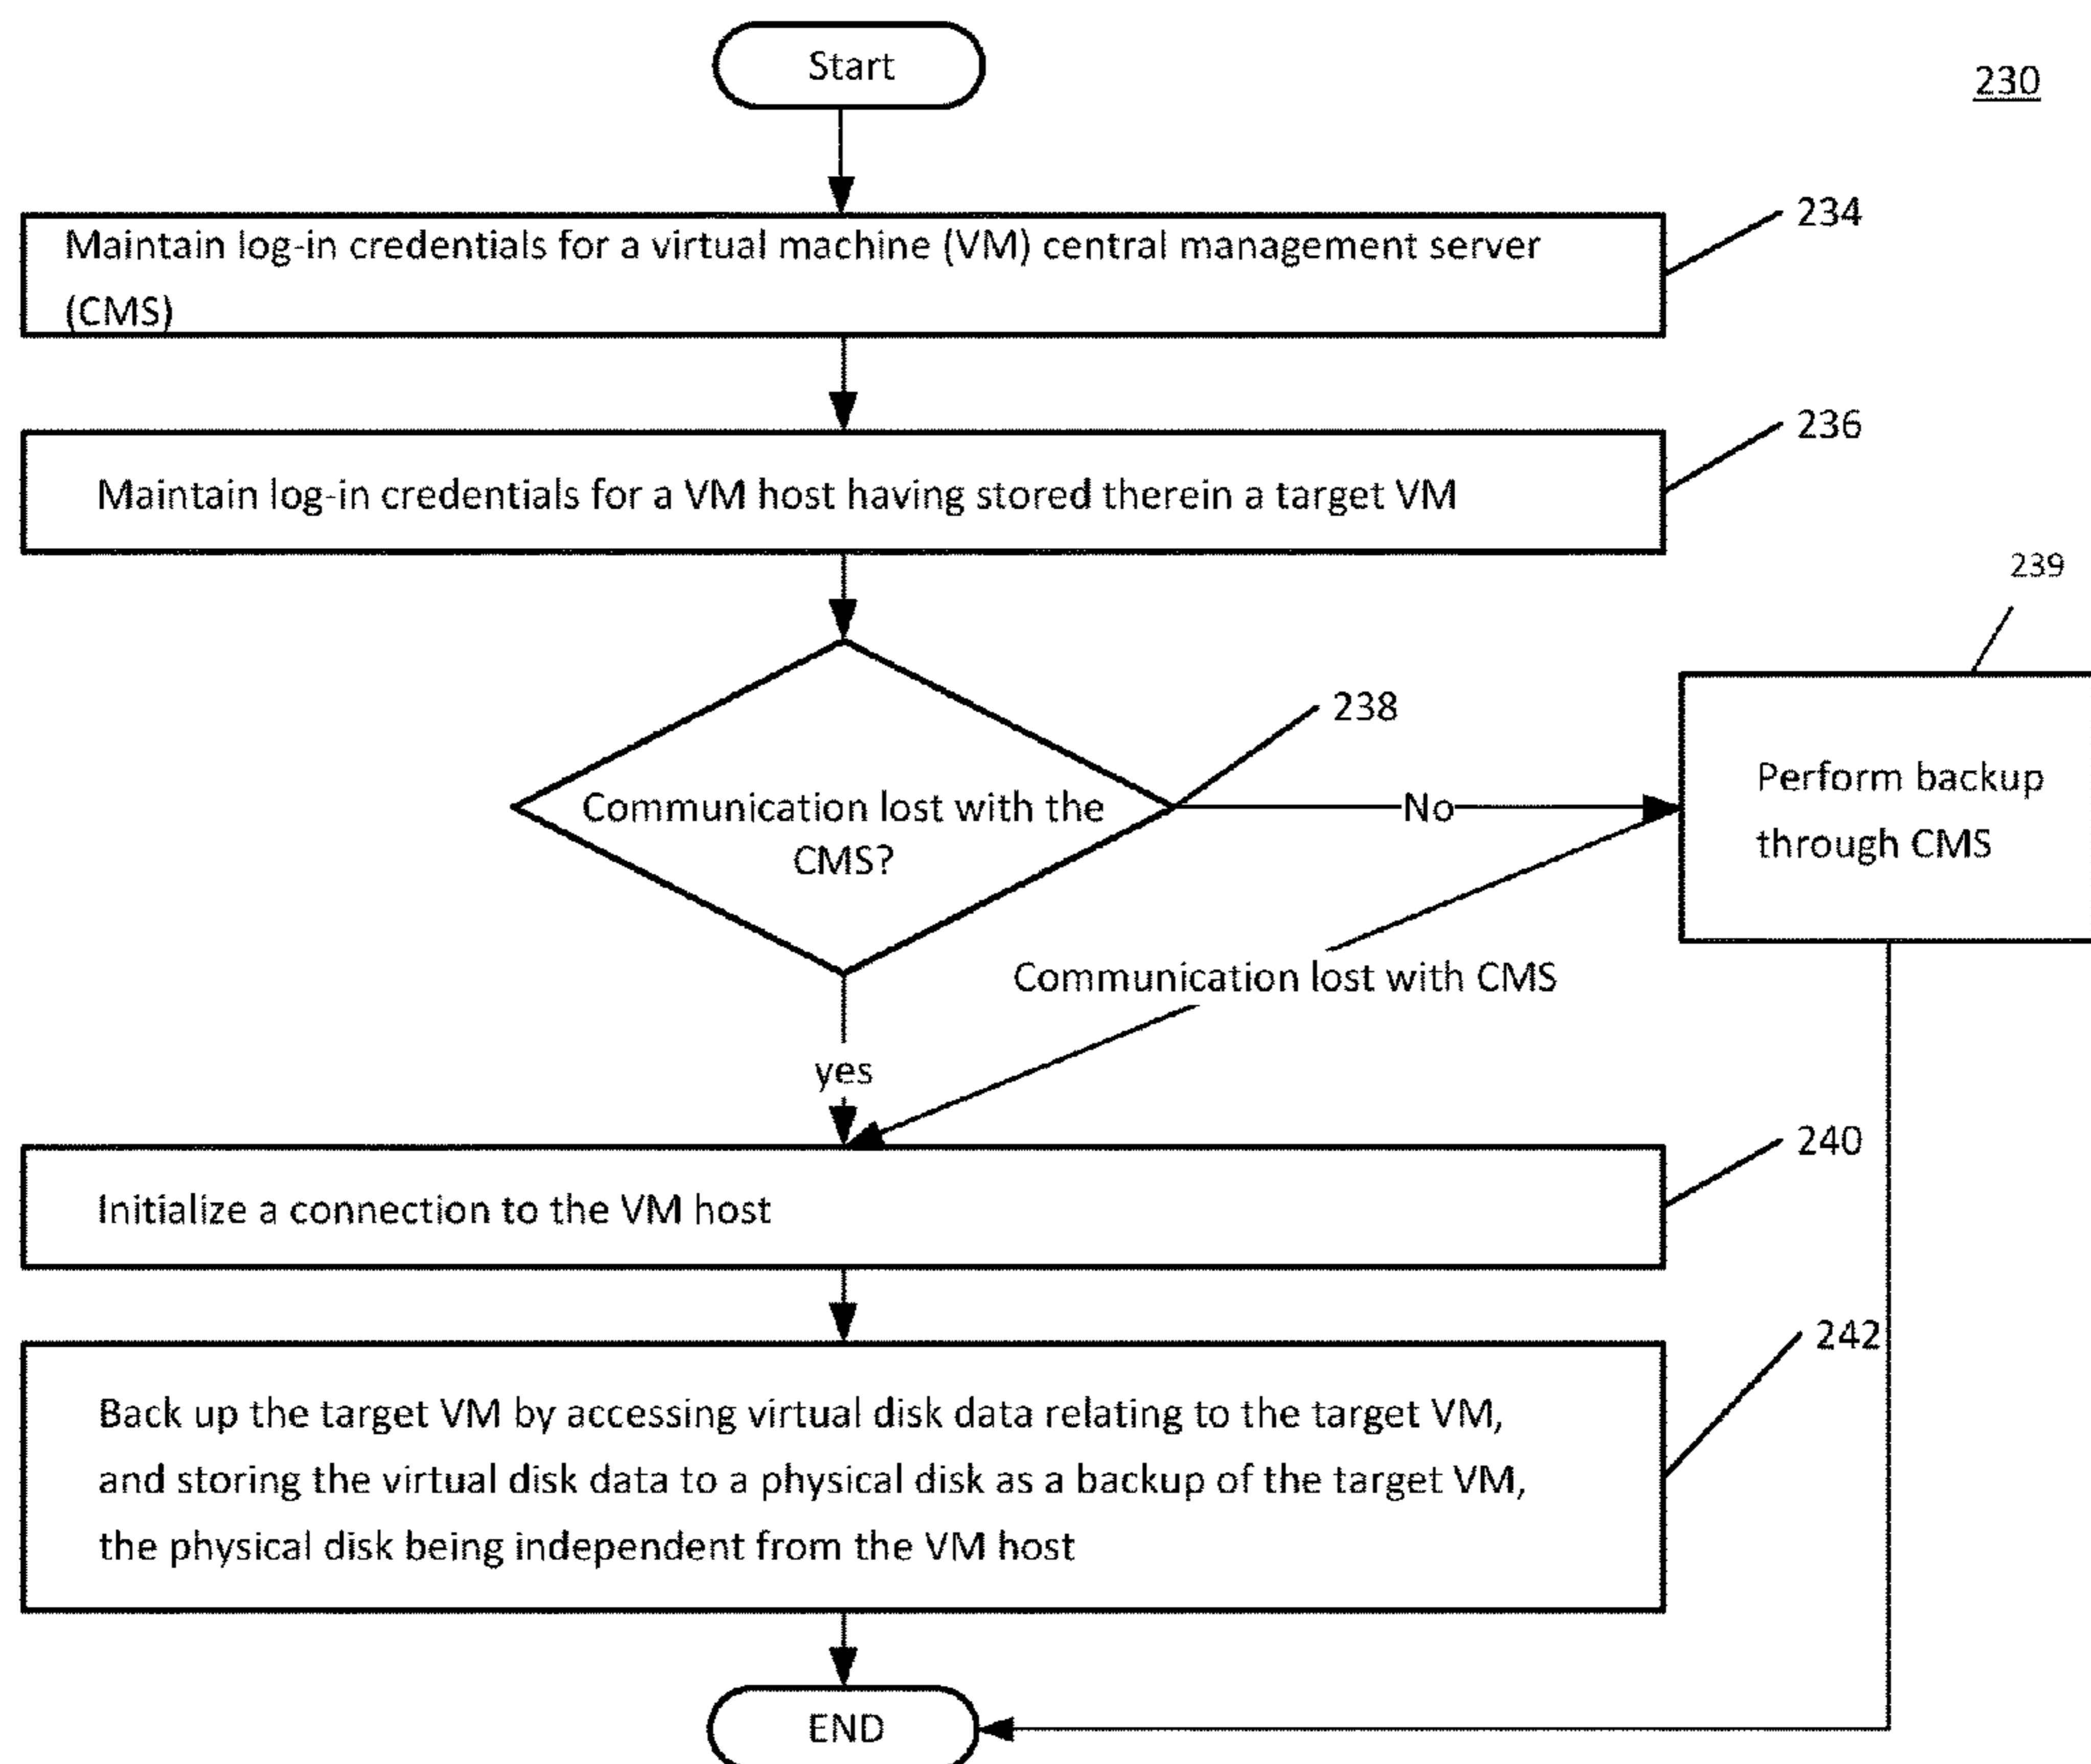 Start
230
234
Maintain log-in credentials for a virtual machine (VM) central management server
(CMS)
236
Maintain log-in credentials for a VM host having stored therein a target VM
239
238
Communication lost with the
CMS?
No
Perform backup
through CMS
Communication lost with CMS
yes
240
Initialize a connection to the VM host
242
Back up the target VM by accessing virtual disk data relating to the target VM,
and storing the virtual disk data to a physical disk as a backup of the target VM,
the physical disk being independent from the VM host
END